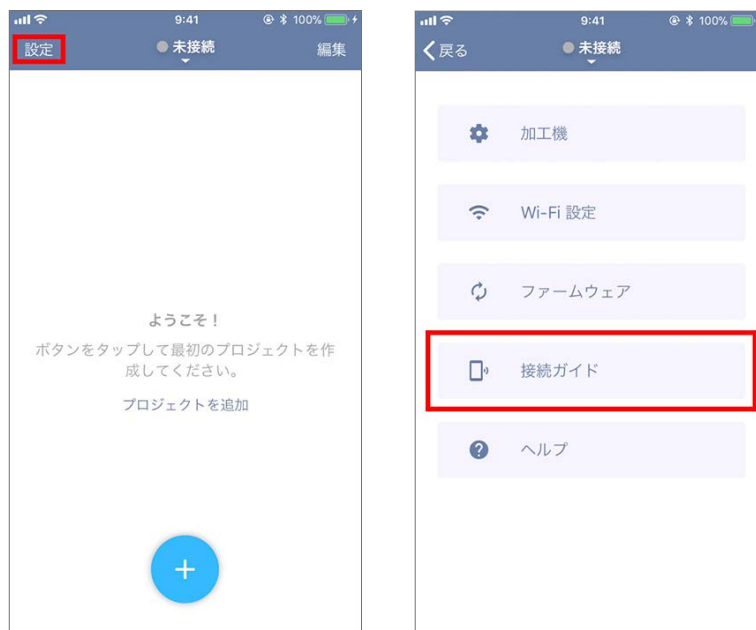 9:41
100%
設定
未接続
編集
ようこそ！
ボタンをタップして最初のプロジェクトを作
成してください。
プロジェクトを追加
9:41
100%
戻る
未接続
加工機
Wi-Fi 設定
ファームウェア
接続ガイド
ヘルプ